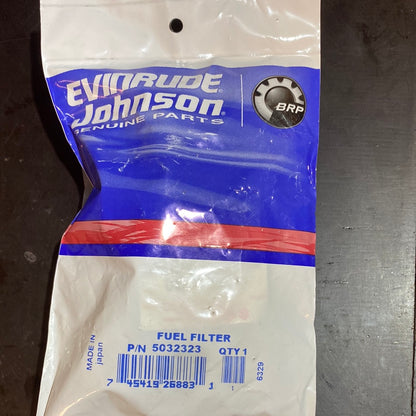 EVINRUDE
Johnson
GENUINE PARTS
BRP
MADE IN
japan
FUEL FILTER
P/N 5032323 QTY 1
7 45419 26883 1
6329